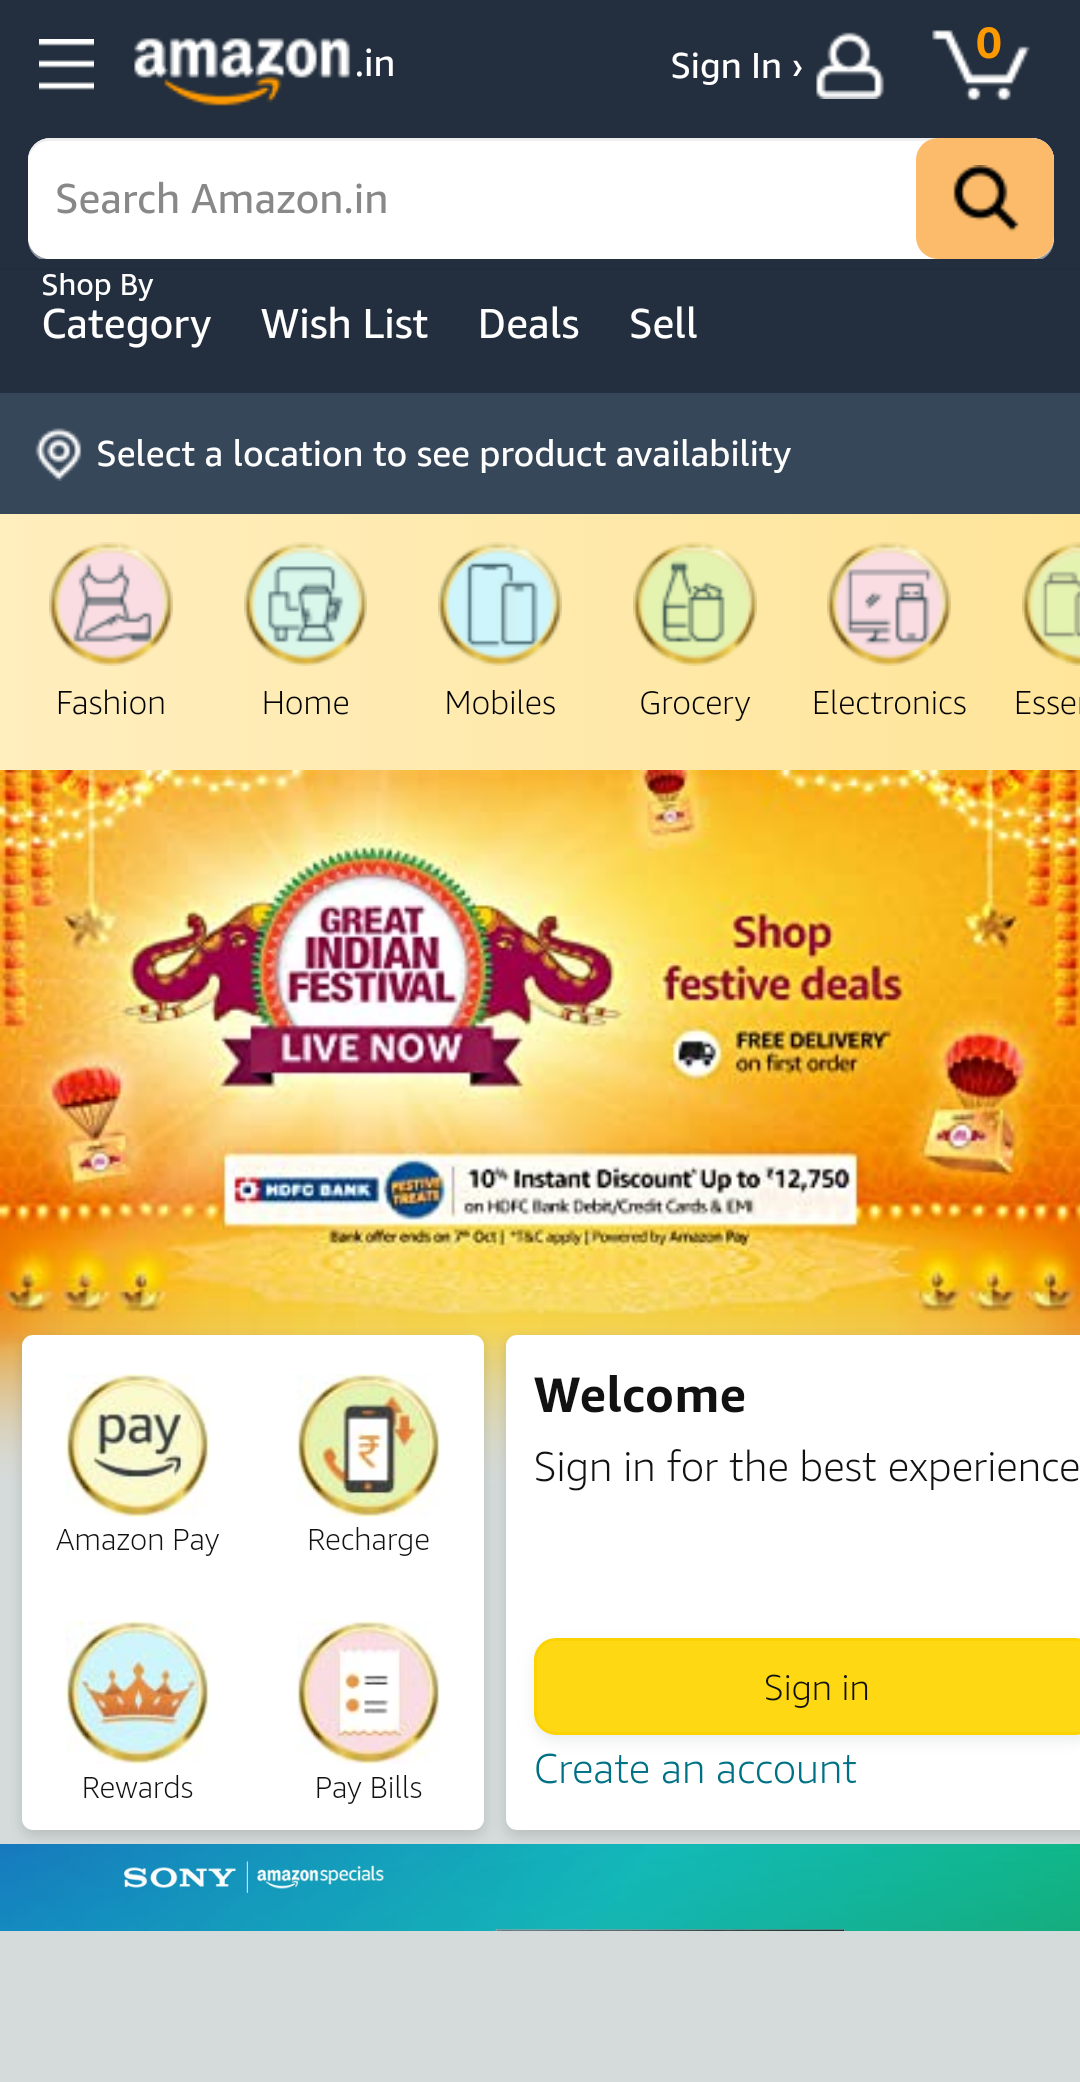 amazon.in
Sign In ›
0
Search Amazon.in
Shop By
Category
Wish List
Deals
Sell
Select a location to see product availability
Fashion
Home
Mobiles
Grocery
Electronics
Esse
GREAT
INDIAN
FESTIVAL
LIVE NOW
Shop
festive deals
FREE DELIVERY*
on first order
HDFC BANK
FESTIVE
TREATS
10% Instant Discount* Up to ₹12,750
on HDFC Bank Debit/Credit Cards & EMI
Bank offer ends on 7th Oct | *T&C apply | Powered by Amazon Pay
pay
Amazon Pay
₹
Recharge
Rewards
Pay Bills
Welcome
Sign in for the best experience
Sign in
Create an account
SONY | amazonspecials